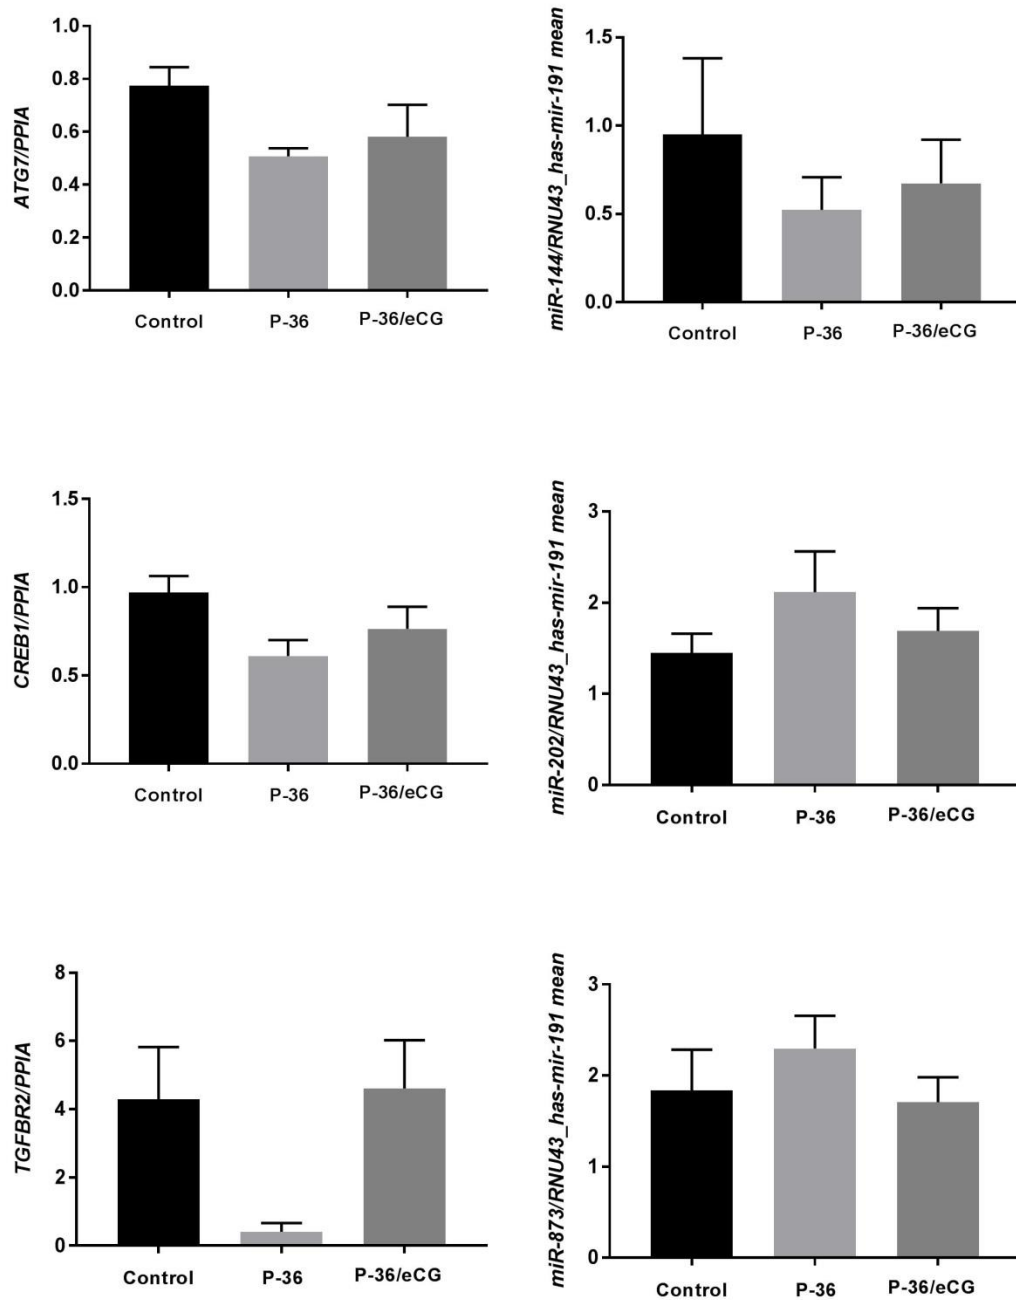 ATG7/PPIA
1.0
0.8
0.6
0.4
0.2
0.0
Control P-36 P-36/eCG
miR-144/RNU43_has-mir-191 mean
1.5
1.0
0.5
0.0
Control P-36 P-36/eCG
CREB1/PPIA
1.5
1.0
0.5
0.0
Control P-36 P-36/eCG
miR-202/RNU43_has-mir-191 mean
3
2
1
0
Control P-36 P-36/eCG
TGFBR2/PPIA
8
6
4
2
0
Control P-36 P-36/eCG
miR-873/RNU43_has-mir-191 mean
3
2
1
0
Control P-36 P-36/eCG